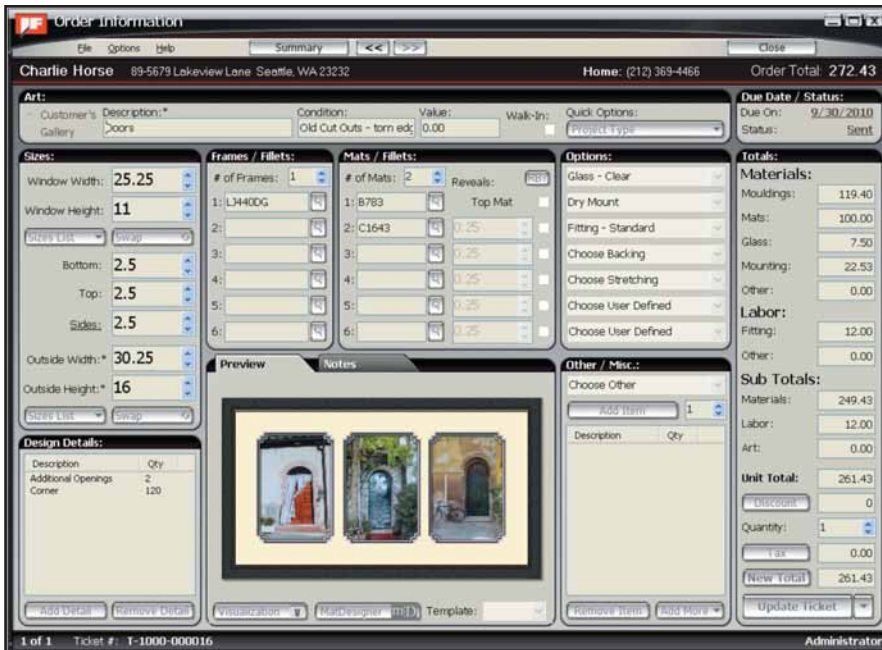 Order Information
File Options Help Summary << >> Close
Charlie Horse 89-5679 Lakeview Lane Seattle, WA 23232 Home: (212) 369-4466 Order Total: 272.43
Art:
Customer's Gallery
Description:*
Doors
Condition:
Old Cut Outs - torn edg
Value:
0.00
Walk-In:
Quick Options:
Project Type
Due Date / Status:
Due On: 9/30/2010
Status: Sent
Sizes:
Window Width: 25.25
Window Height: 11
Sizes List Swap
Bottom: 2.5
Top: 2.5
Sides: 2.5
Outside Width:* 30.25
Outside Height:* 16
Sizes List Swap
Frames / Fillets:
# of Frames: 1
1: LJ440DG
2:
3:
4:
5:
6:
Mats / Fillets:
# of Mats: 2 Reveals:
1: B783 Top Mat
2: C1643 0.25
3: 0.25
4: 0.25
5: 0.25
6: 0.25
Options:
Glass - Clear
Dry Mount
Fitting - Standard
Choose Backing
Choose Stretching
Choose User Defined
Choose User Defined
Totals:
Materials:
Mouldings: 119.40
Mats: 100.00
Glass: 7.50
Mounting: 22.53
Other: 0.00
Labor:
Fitting: 12.00
Other: 0.00
Sub Totals:
Materials: 249.43
Labor: 12.00
Art: 0.00
Unit Total: 261.43
Discount 0
Quantity: 1
Tax 0.00
New Total 261.43
Update Ticket
Design Details:
Description Qty
Additional Openings 2
Corner 120
Add Detail Remove Detail
Preview Notes
Visualization MatDesigner Template:
Other / Misc.:
Choose Other
Add Item 1
Description Qty
Remove Item Add More
1 of 1 Ticket #: T-1000-000016 Administrator